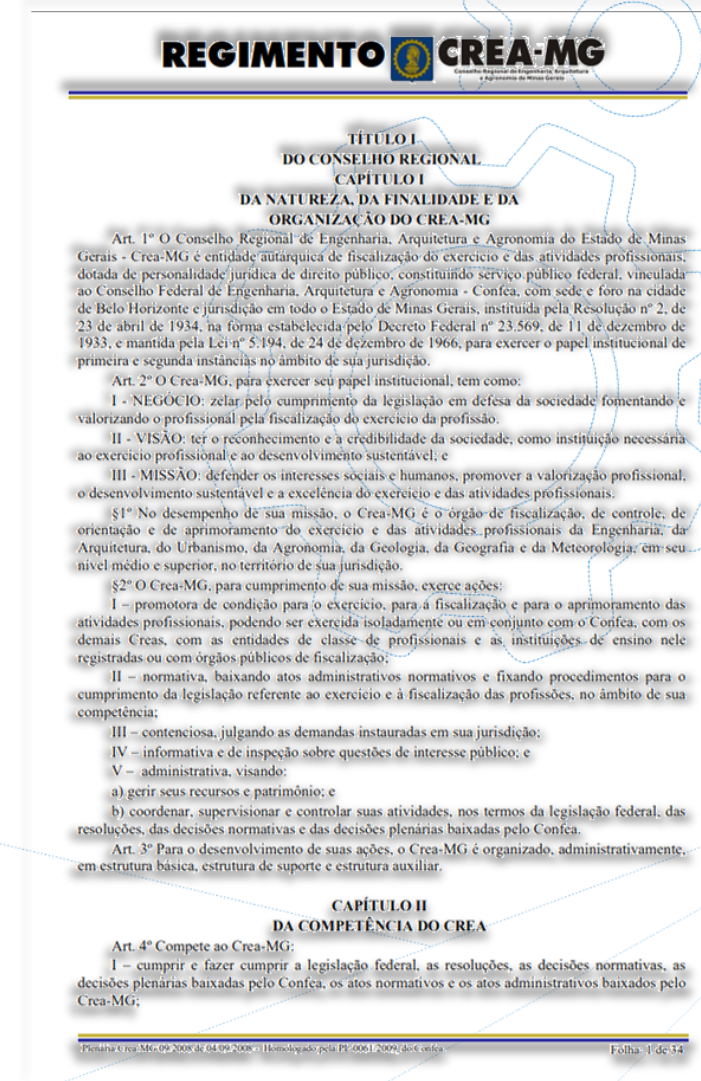 REGIMENTO CREA-MG
Conselho Regional de Engenharia, Arquitetura
e Agronomia de Minas Gerais
TÍTULO I
DO CONSELHO REGIONAL
CAPÍTULO I
DA NATUREZA, DA FINALIDADE E DA
ORGANIZAÇÃO DO CREA-MG
Art. 1º O Conselho Regional de Engenharia, Arquitetura e Agronomia do Estado de Minas
Gerais - Crea-MG é entidade autárquica de fiscalização do exercício e das atividades profissionais,
dotada de personalidade jurídica de direito público, constituindo serviço público federal, vinculada
ao Conselho Federal de Engenharia, Arquitetura e Agronomia - Confea, com sede e foro na cidade
de Belo Horizonte e jurisdição em todo o Estado de Minas Gerais, instituída pela Resolução nº 2, de
23 de abril de 1934, na forma estabelecida pelo Decreto Federal nº 23.569, de 11 de dezembro de
1933, e mantida pela Lei nº 5.194, de 24 de dezembro de 1966, para exercer o papel institucional de
primeira e segunda instâncias no âmbito de sua jurisdição.
Art. 2º O Crea-MG, para exercer seu papel institucional, tem como:
I - NEGÓCIO: zelar pelo cumprimento da legislação em defesa da sociedade fomentando e
valorizando o profissional pela fiscalização do exercício da profissão.
II - VISÃO: ter o reconhecimento e a credibilidade da sociedade, como instituição necessária
ao exercício profissional e ao desenvolvimento sustentável; e
III - MISSÃO: defender os interesses sociais e humanos, promover a valorização profissional,
o desenvolvimento sustentável e a excelência do exercício e das atividades profissionais.
§1º No desempenho de sua missão, o Crea-MG é o órgão de fiscalização, de controle, de
orientação e de aprimoramento do exercício e das atividades profissionais da Engenharia, da
Arquitetura, do Urbanismo, da Agronomia, da Geologia, da Geografia e da Meteorologia, em seu
nível médio e superior, no território de sua jurisdição.
§2º O Crea-MG, para cumprimento de sua missão, exerce ações:
I – promotora de condição para o exercício, para a fiscalização e para o aprimoramento das
atividades profissionais, podendo ser exercida isoladamente ou em conjunto com o Confea, com os
demais Creas, com as entidades de classe de profissionais e as instituições de ensino nele
registradas ou com órgãos públicos de fiscalização;
II – normativa, baixando atos administrativos normativos e fixando procedimentos para o
cumprimento da legislação referente ao exercício e à fiscalização das profissões, no âmbito de sua
competência;
III – contenciosa, julgando as demandas instauradas em sua jurisdição;
IV – informativa e de inspeção sobre questões de interesse público; e
V – administrativa, visando:
a) gerir seus recursos e patrimônio; e
b) coordenar, supervisionar e controlar suas atividades, nos termos da legislação federal, das
resoluções, das decisões normativas e das decisões plenárias baixadas pelo Confea.
Art. 3º Para o desenvolvimento de suas ações, o Crea-MG é organizado, administrativamente,
em estrutura básica, estrutura de suporte e estrutura auxiliar.
CAPÍTULO II
DA COMPETÊNCIA DO CREA
Art. 4º Compete ao Crea-MG:
I – cumprir e fazer cumprir a legislação federal, as resoluções, as decisões normativas, as
decisões plenárias baixadas pelo Confea, os atos normativos e os atos administrativos baixados pelo
Crea-MG;
Plenária Crea-MG 09/2008 de 04/09/2008 - Homologado pela PL-0061/2009, do Confea. Folha: 1 de 34